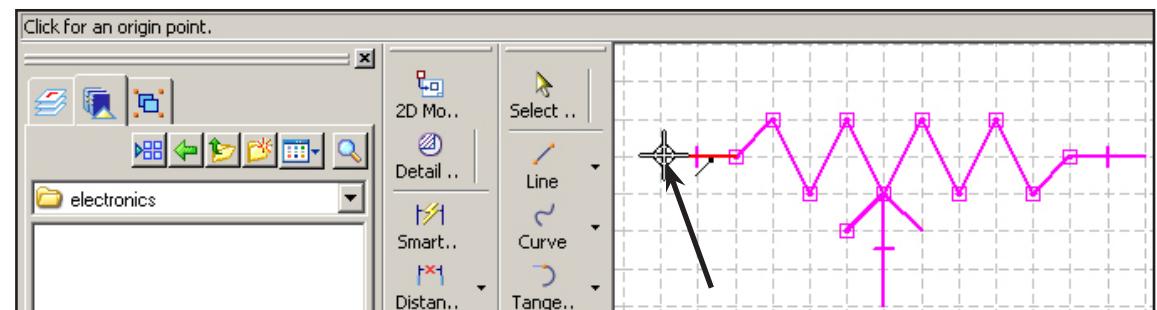 Click for an origin point.
2D Mo..
Select ..
Detail ..
Line
electronics
Smart..
Curve
Distan..
Tange..